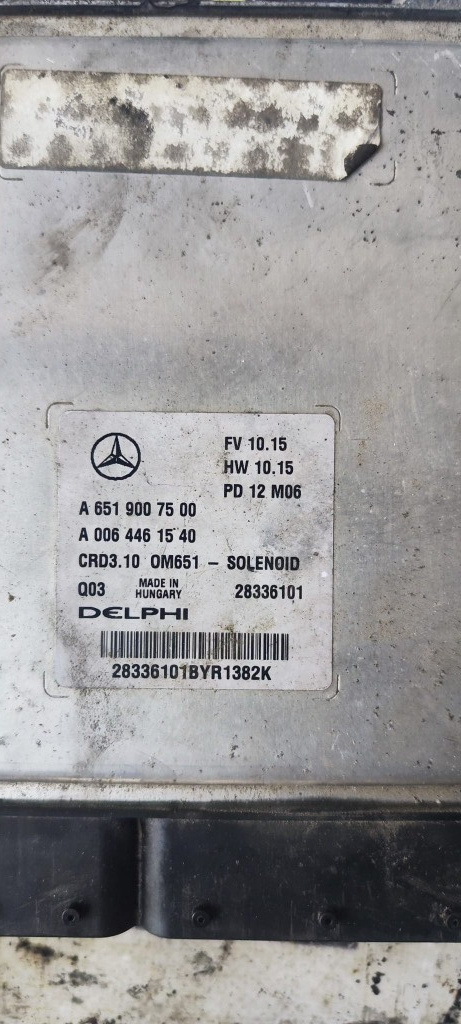 FV 10.15
HW 10.15
PD 12 M06
A 651 900 75 00
A 006 446 15 40
CRD3.10 OM651 – SOLENOID
Q03 MADE IN HUNGARY 28336101
DELPHI
28336101BYR1382K